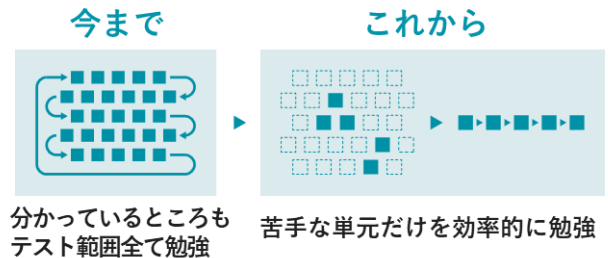 今まで
これから
分かっているところも
テスト範囲全て勉強
苦手な単元だけを効率的に勉強